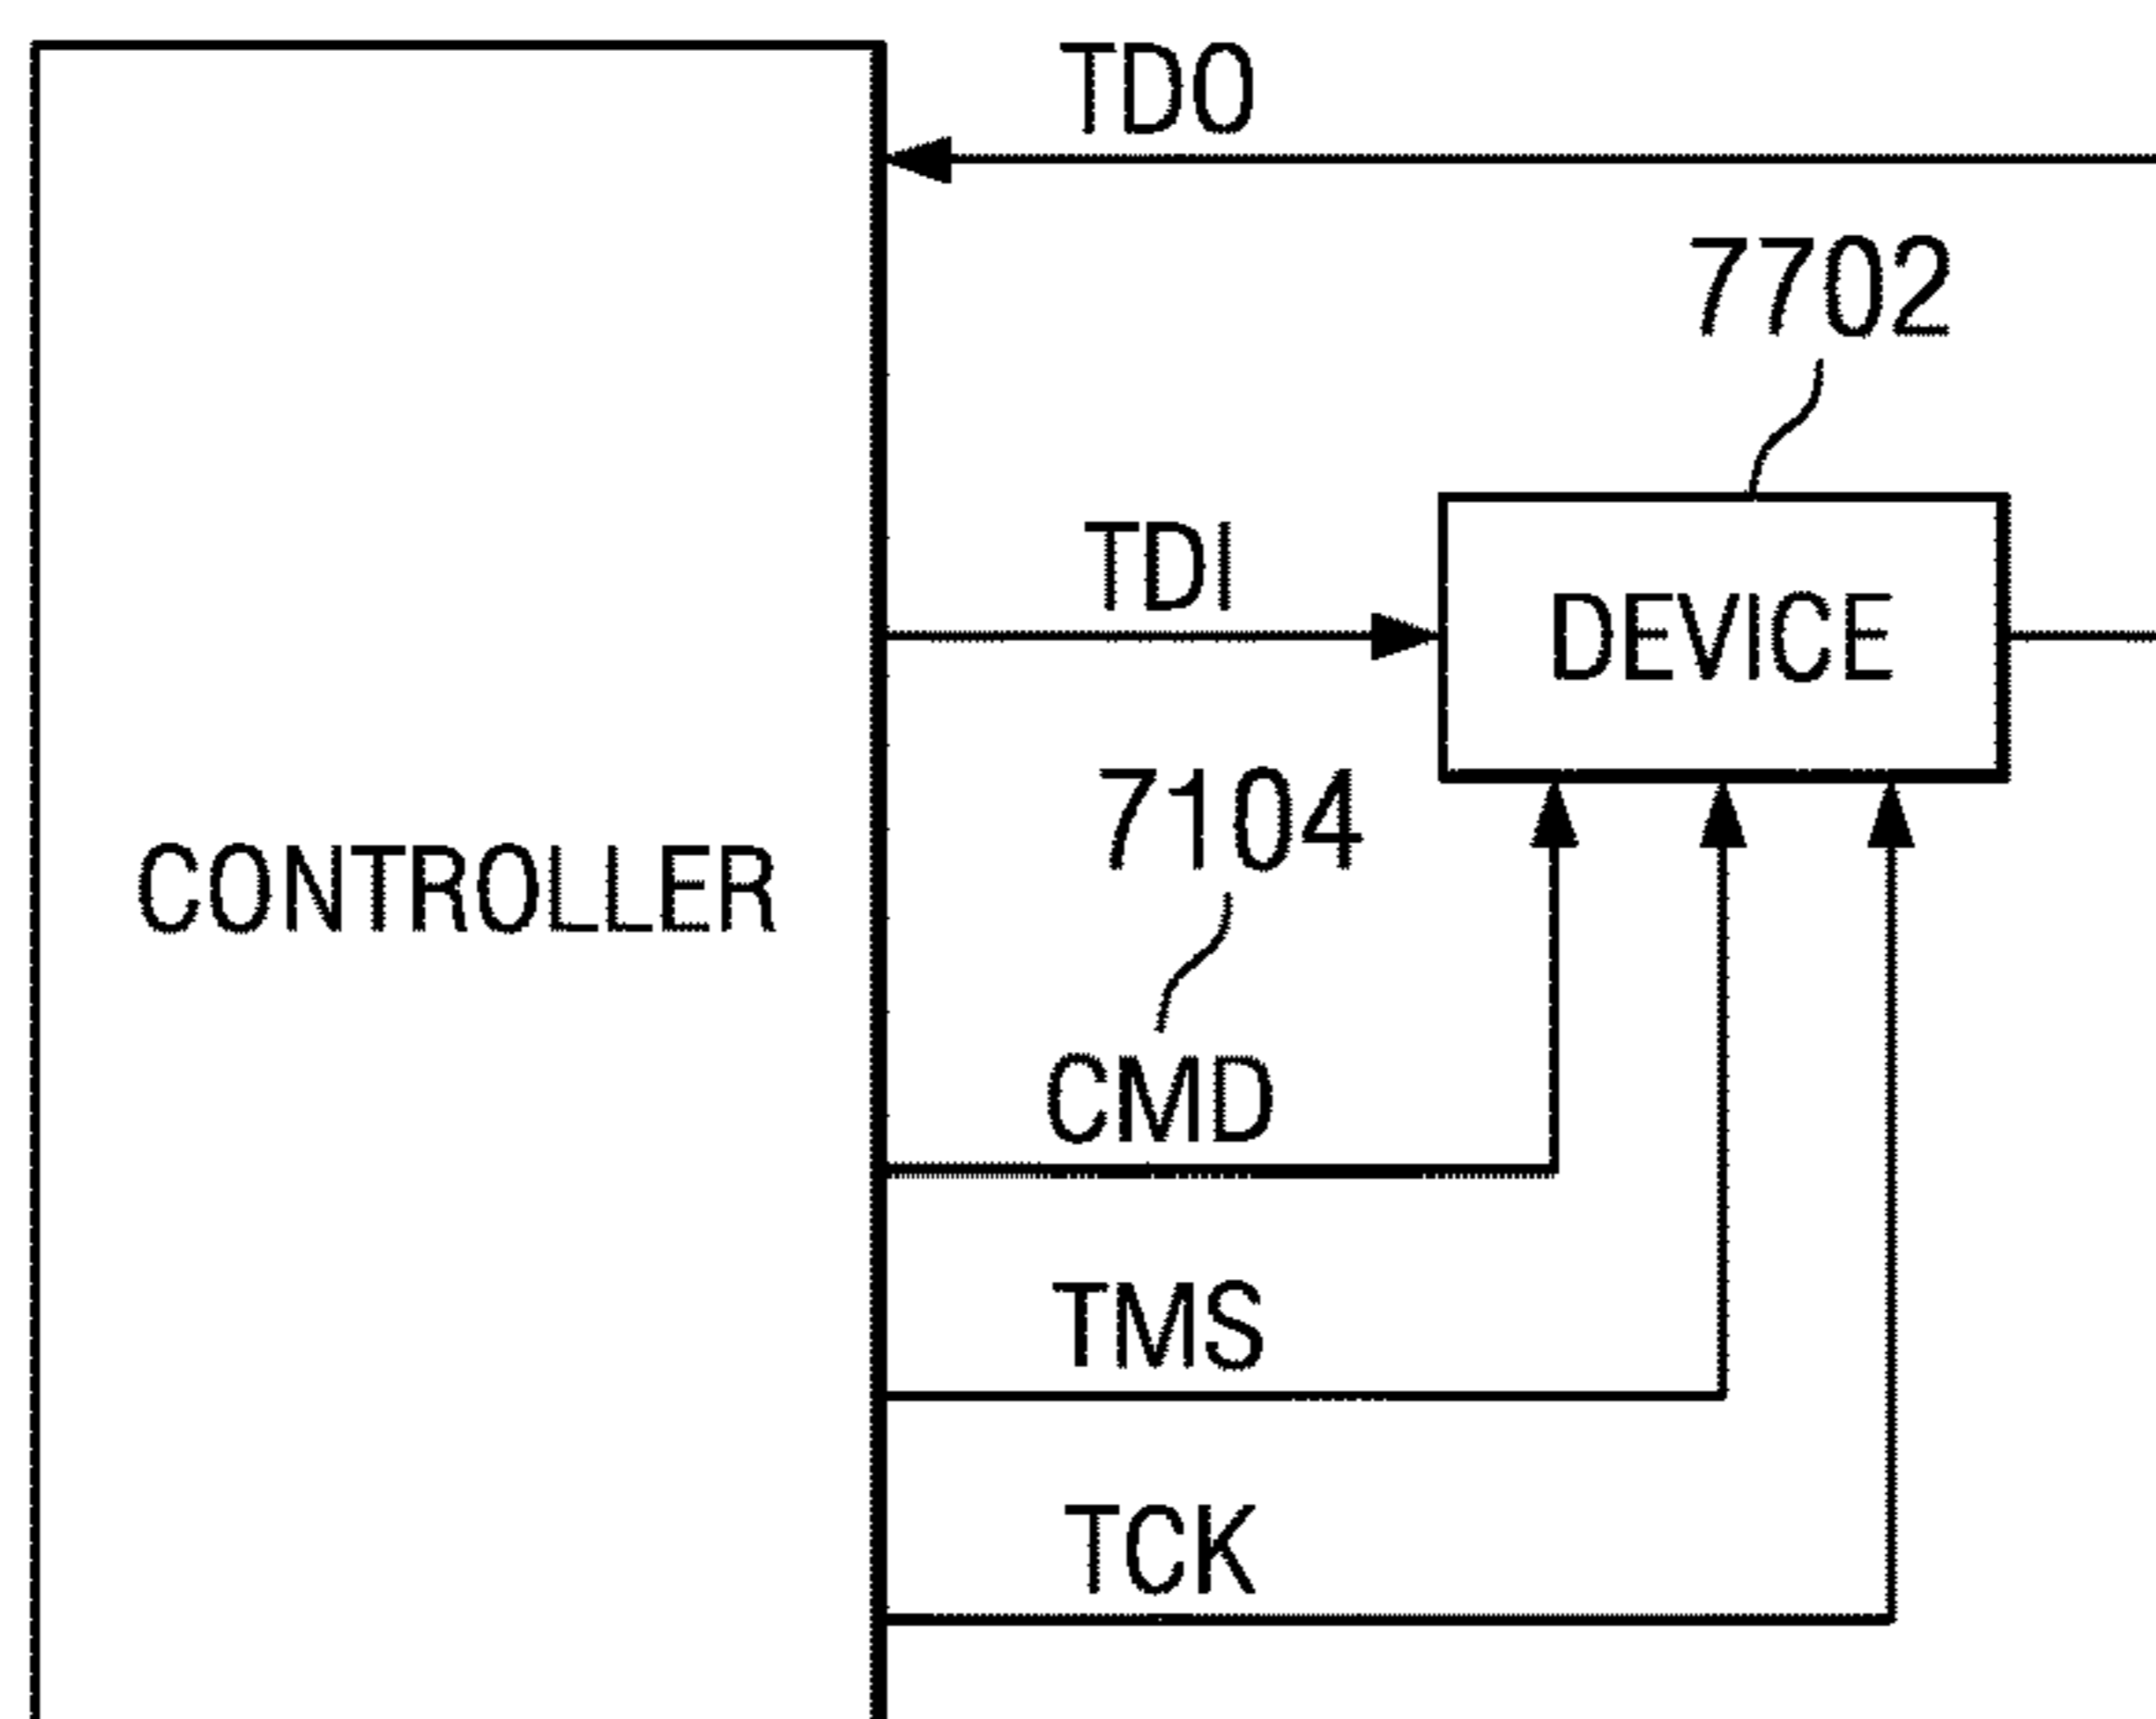 TDO
7702
TDI
DEVICE
7104
CONTROLLER
CMD
TMS
TCK